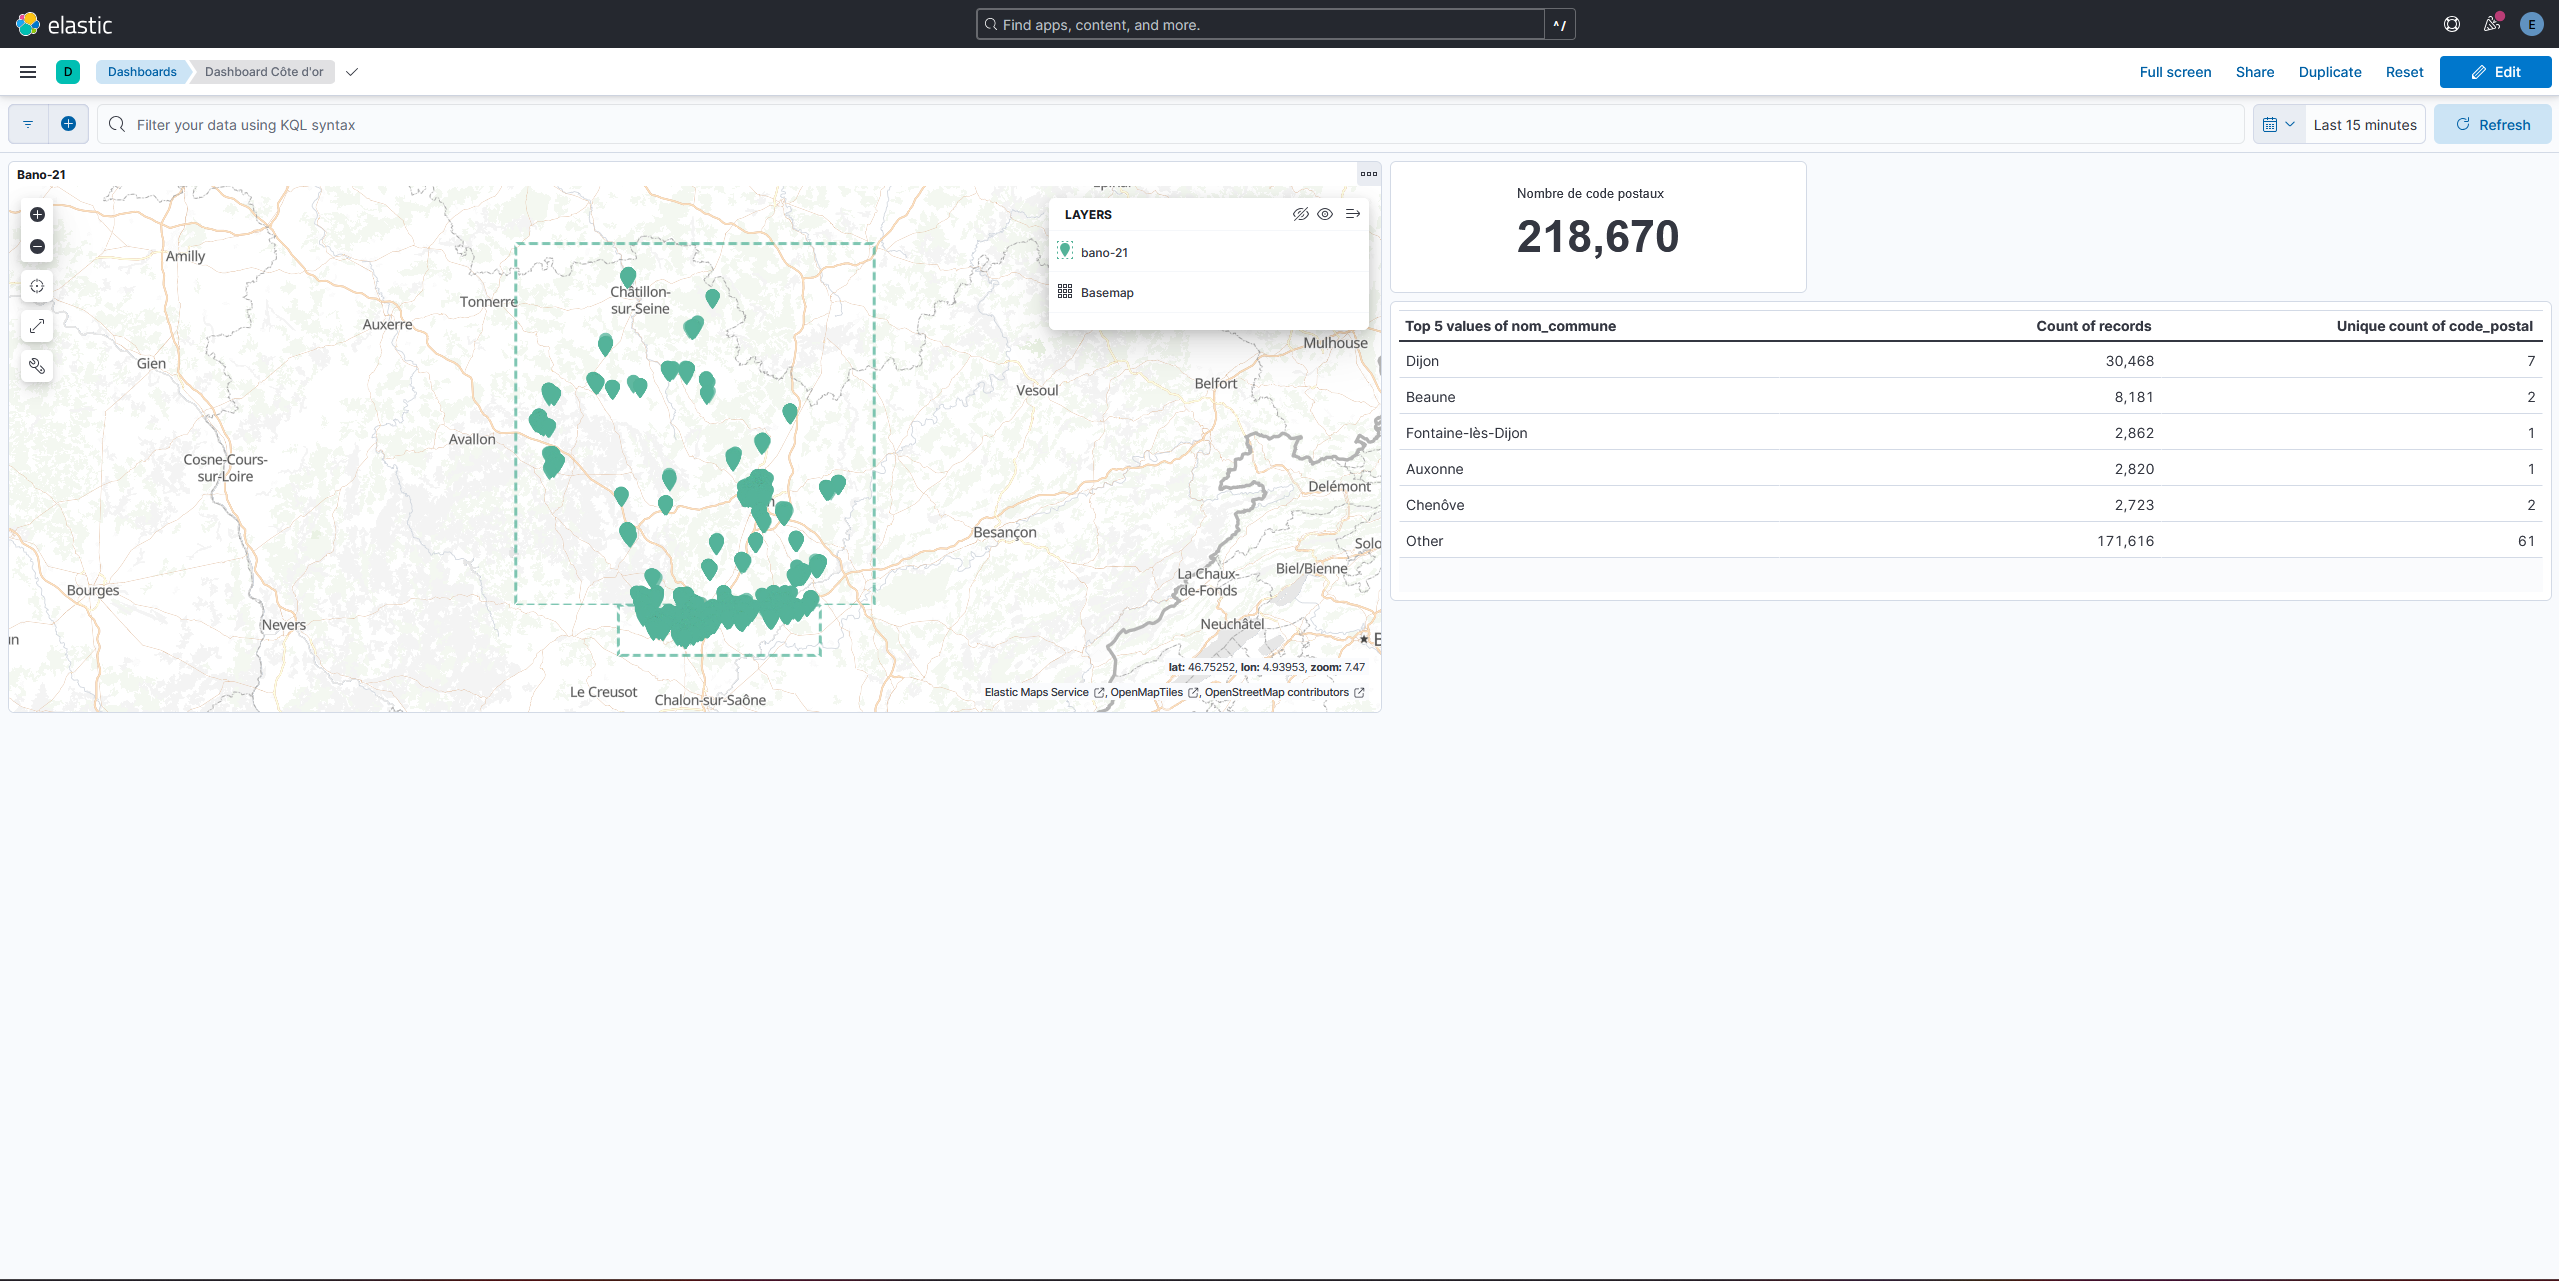 elastic
Find apps, content, and more.
^ /
E
D
Dashboards
Dashboard Côte d'or
Full screen
Share
Duplicate
Reset
Edit
Filter your data using KQL syntax
Last 15 minutes
Refresh
Bano-21
LAYERS
bano-21
Basemap
Amilly
Tonnerre
Châtillon-
sur-Seine
Auxerre
Gien
Mulhouse
Vesoul
Belfort
Avallon
Cosne-Cours-
sur-Loire
Delémont
Besançon
Solo
Biel/Bienne
La Chaux-
de-Fonds
Bourges
Nevers
Neuchâtel
lat: 46.75252, lon: 4.93953, zoom: 7.47
Le Creusot
Chalon-sur-Saône
Elastic Maps Service, OpenMapTiles, OpenStreetMap contributors
Nombre de code postaux
218,670
Top 5 values of nom_commune Count of records Unique count of code_postal
Dijon 30,468 7
Beaune 8,181 2
Fontaine-lès-Dijon 2,862 1
Auxonne 2,820 1
Chenôve 2,723 2
Other 171,616 61